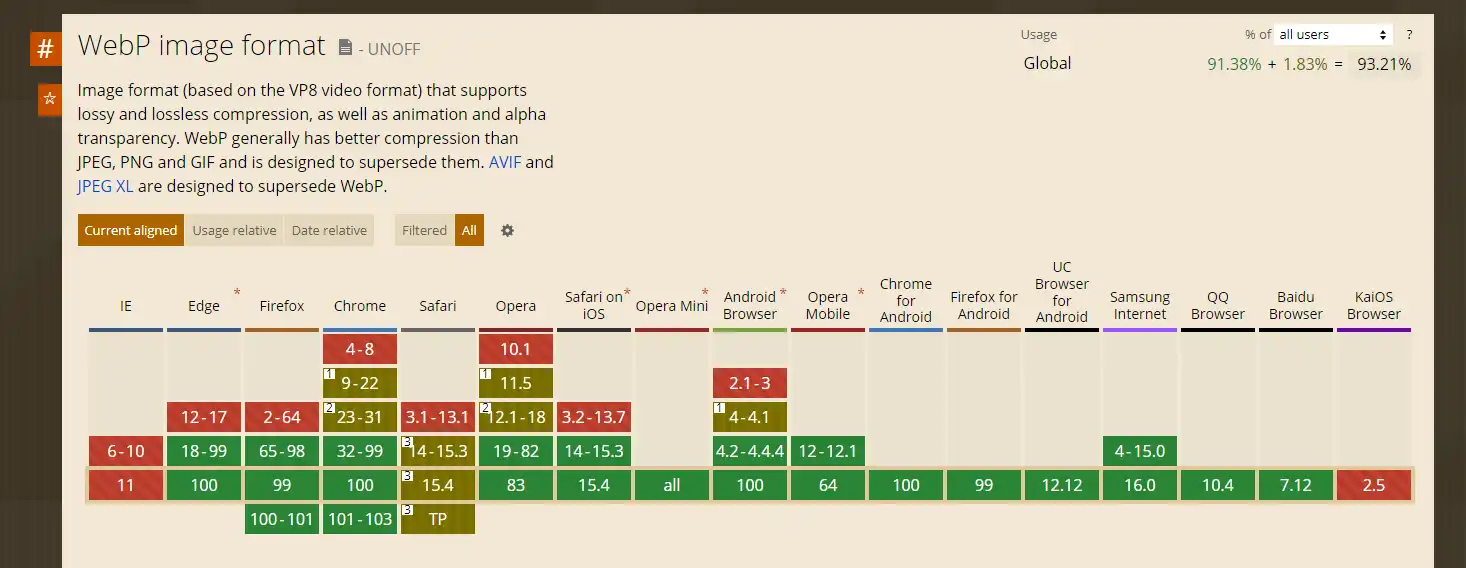 #
WebP image format - UNOFF
Usage % of all users ?
Global 91.38% + 1.83% = 93.21%
☆
Image format (based on the VP8 video format) that supports
lossy and lossless compression, as well as animation and alpha
transparency. WebP generally has better compression than
JPEG, PNG and GIF and is designed to supersede them. AVIF and
JPEG XL are designed to supersede WebP.
Current aligned Usage relative Date relative Filtered All
IE
Edge *
Firefox
Chrome
Safari
Opera
Safari on *
iOS
Opera Mini *
Android *
Browser
Opera *
Mobile
Chrome
for
Android
Firefox for
Android
UC
Browser
for
Android
Samsung
Internet
QQ
Browser
Baidu
Browser
KaiOS
Browser
4-8 10.1
1 9-22 1 11.5 2.1-3
12-17 2-64 2 23-31 3.1-13.1 2 12.1-18 3.2-13.7 1 4-4.1
6-10 18-99 65-98 32-99 3 14-15.3 19-82 14-15.3 4.2-4.4.4 12-12.1 4-15.0
11 100 99 100 3 15.4 83 15.4 all 100 64 100 99 12.12 16.0 10.4 7.12 2.5
100-101 101-103 3 TP